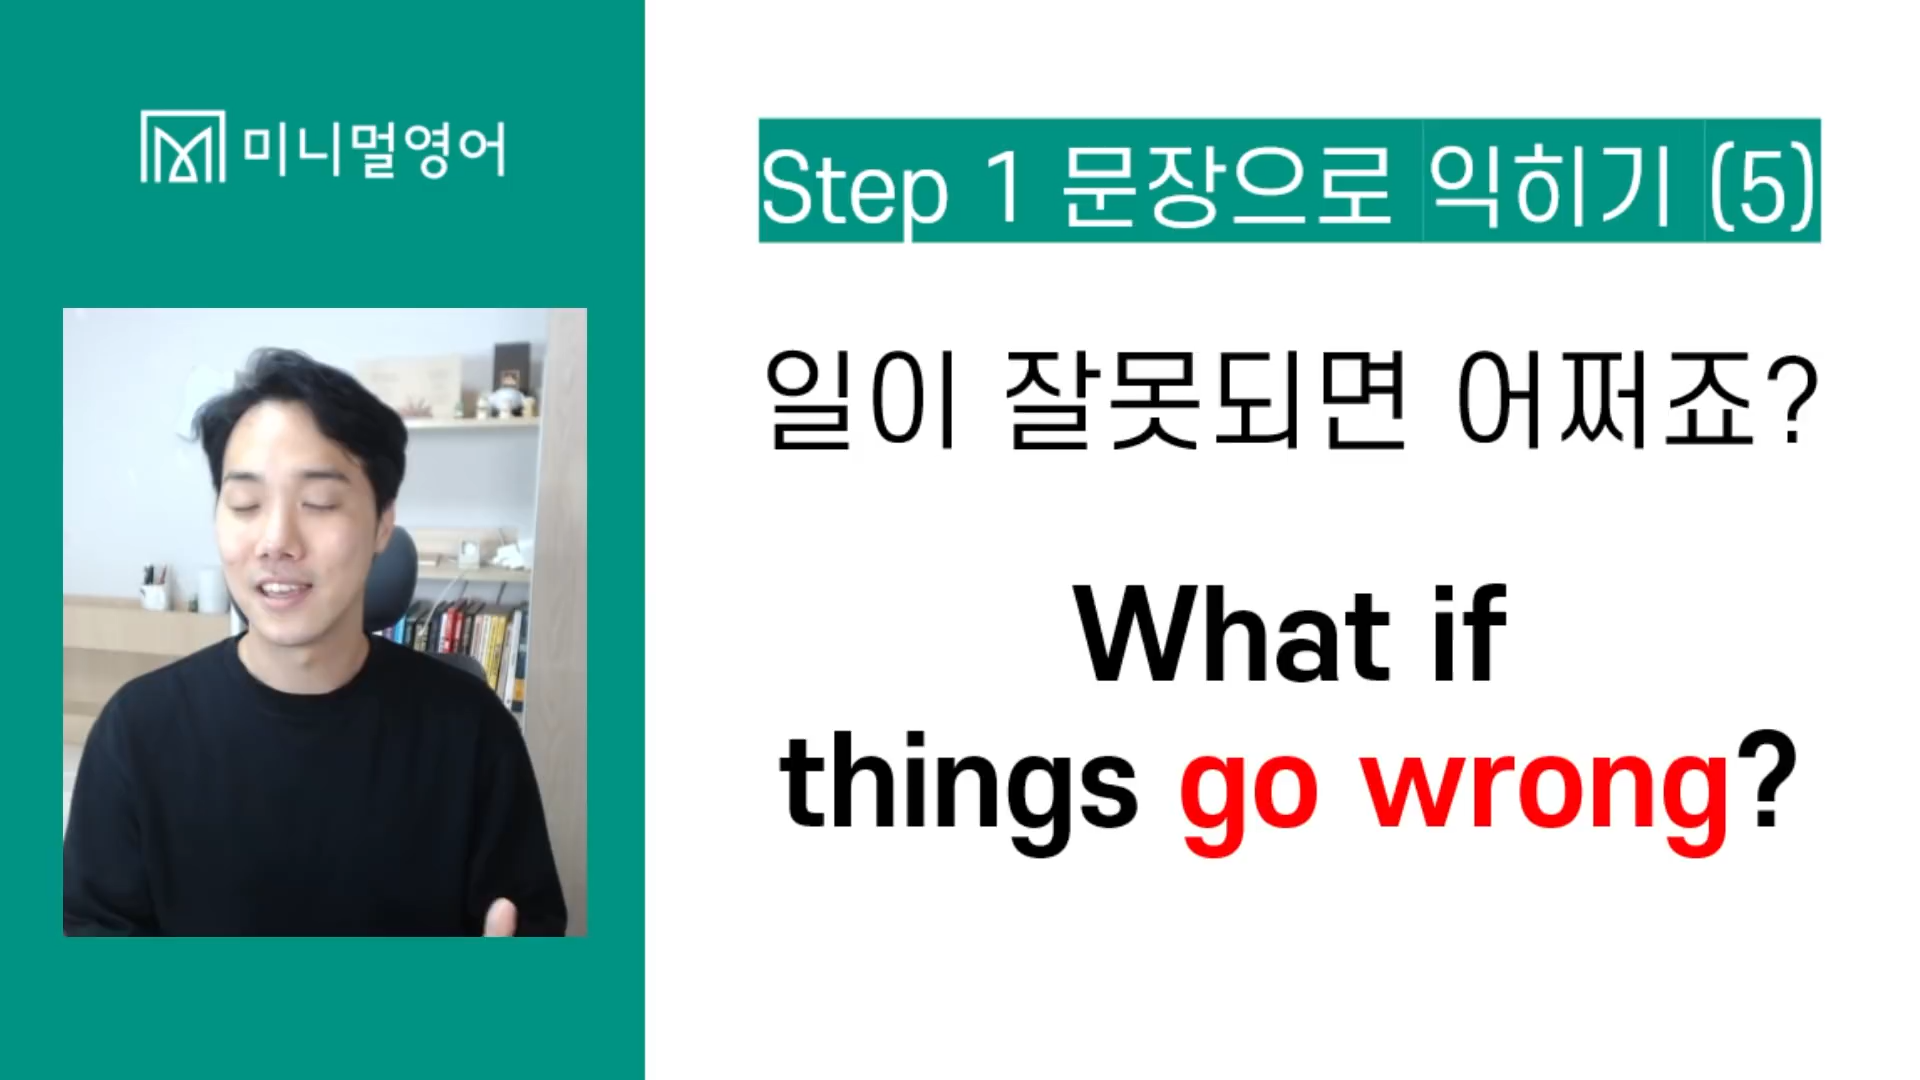 미니멀영어
Step 1 문장으로 익히기 (5)
일이 잘못되면 어쩌죠?
What if
things go wrong?